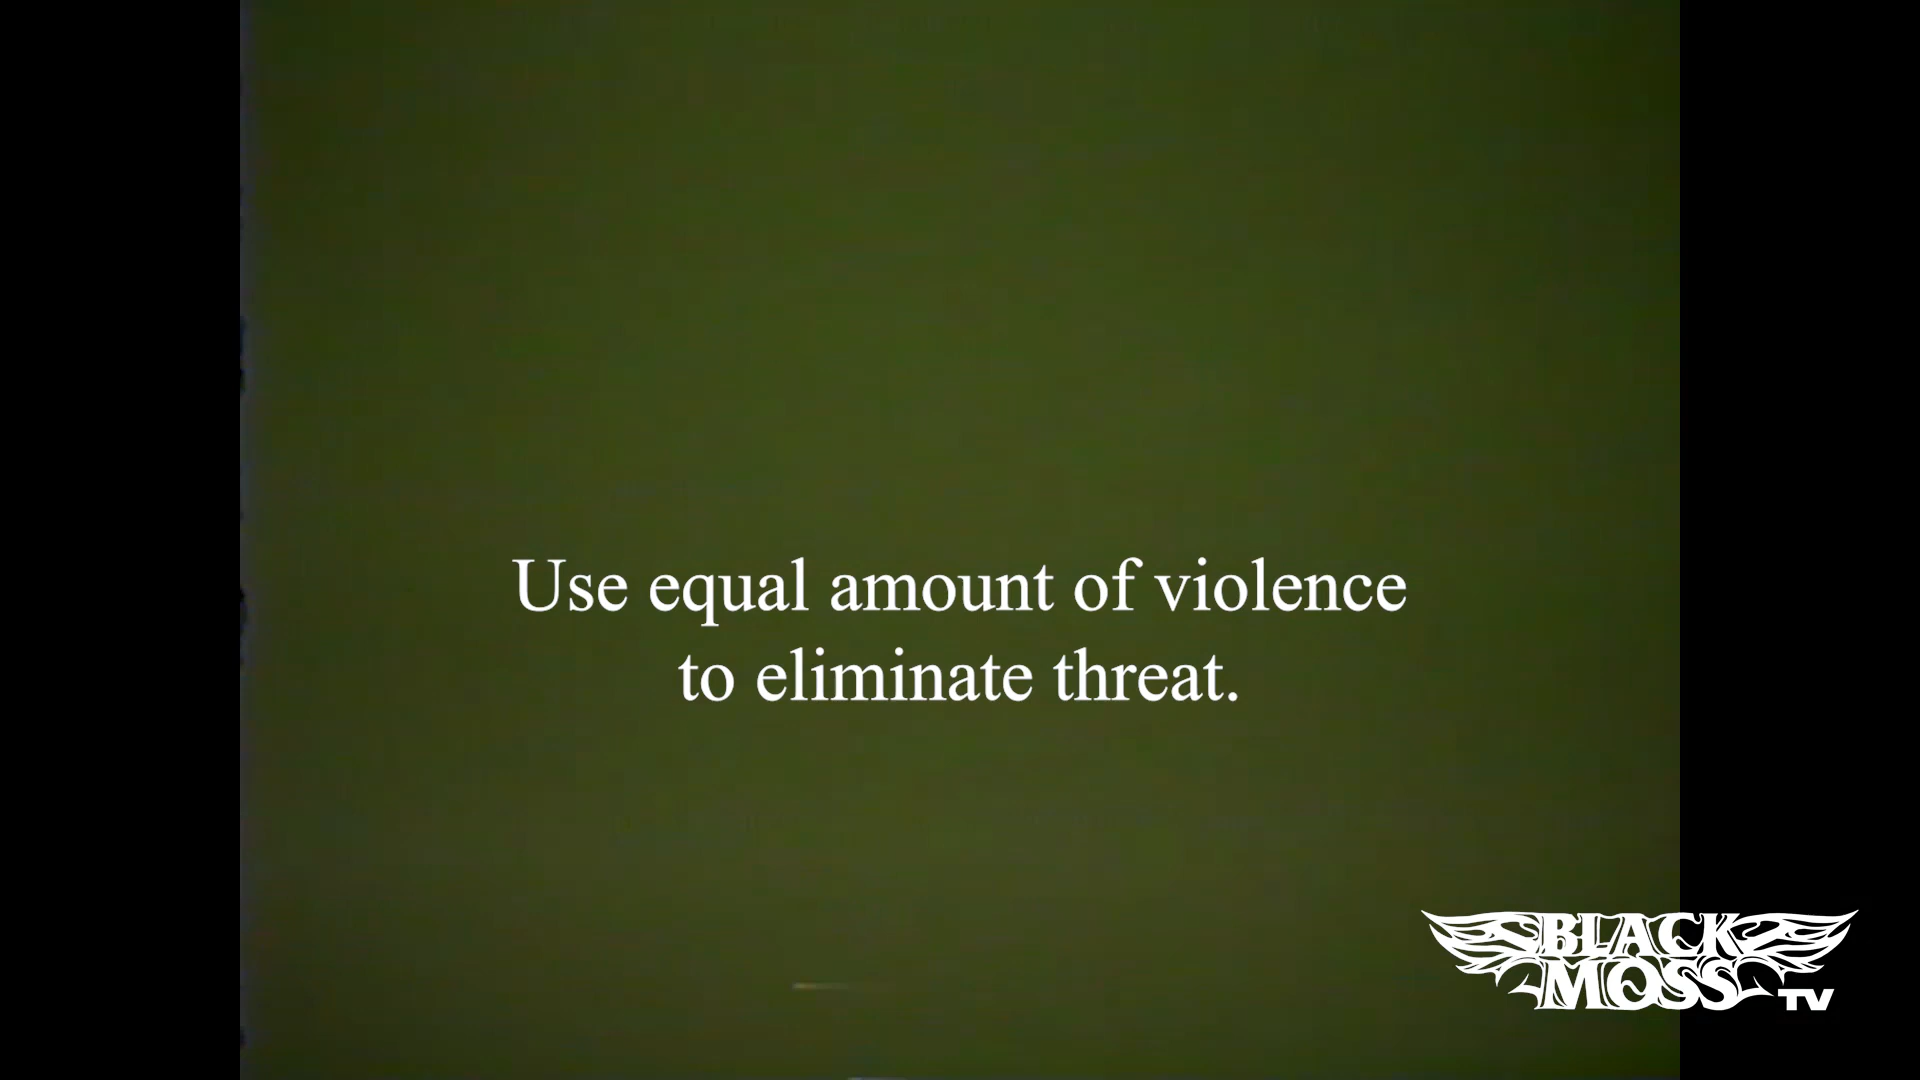 Use equal amount of violence
to eliminate threat.
BLACK
MOSS TV